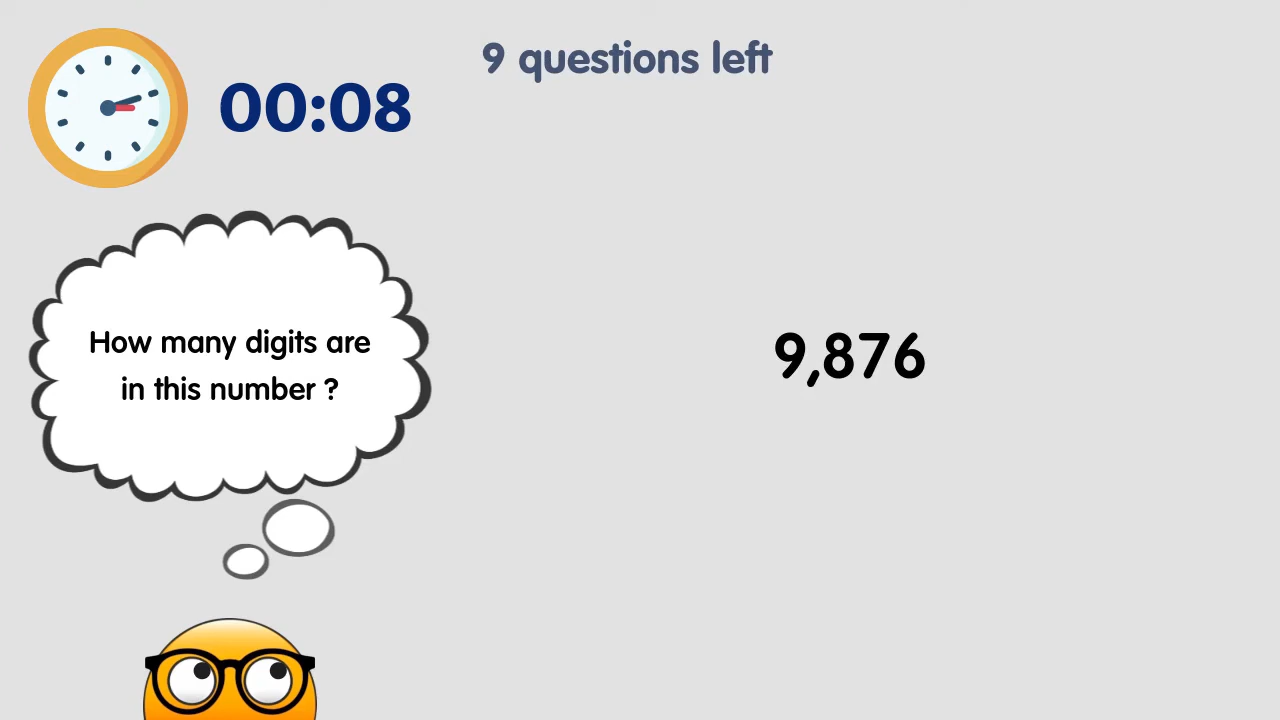 9 questions left
00:08
How many digits are
in this number ?
9,876